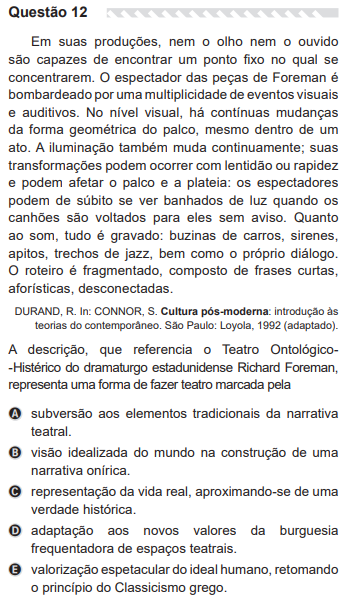 Questão 12
Em suas produções, nem o olho nem o ouvido
são capazes de encontrar um ponto fixo no qual se
concentrarem. O espectador das peças de Foreman é
bombardeado por uma multiplicidade de eventos visuais
e auditivos. No nível visual, há contínuas mudanças
da forma geométrica do palco, mesmo dentro de um
ato. A iluminação também muda continuamente; suas
transformações podem ocorrer com lentidão ou rapidez
e podem afetar o palco e a plateia: os espectadores
podem de súbito se ver banhados de luz quando os
canhões são voltados para eles sem aviso. Quanto
ao som, tudo é gravado: buzinas de carros, sirenes,
apitos, trechos de jazz, bem como o próprio diálogo.
O roteiro é fragmentado, composto de frases curtas,
aforísticas, desconectadas.
DURAND, R. In: CONNOR, S. Cultura pós-moderna: introdução às
teorias do contemporâneo. São Paulo: Loyola, 1992 (adaptado).
A descrição, que referencia o Teatro Ontológico-
-Histérico do dramaturgo estadunidense Richard Foreman,
representa uma forma de fazer teatro marcada pela
A subversão aos elementos tradicionais da narrativa
teatral.
B visão idealizada do mundo na construção de uma
narrativa onírica.
C representação da vida real, aproximando-se de uma
verdade histórica.
D adaptação aos novos valores da burguesia
frequentadora de espaços teatrais.
E valorização espetacular do ideal humano, retomando
o princípio do Classicismo grego.